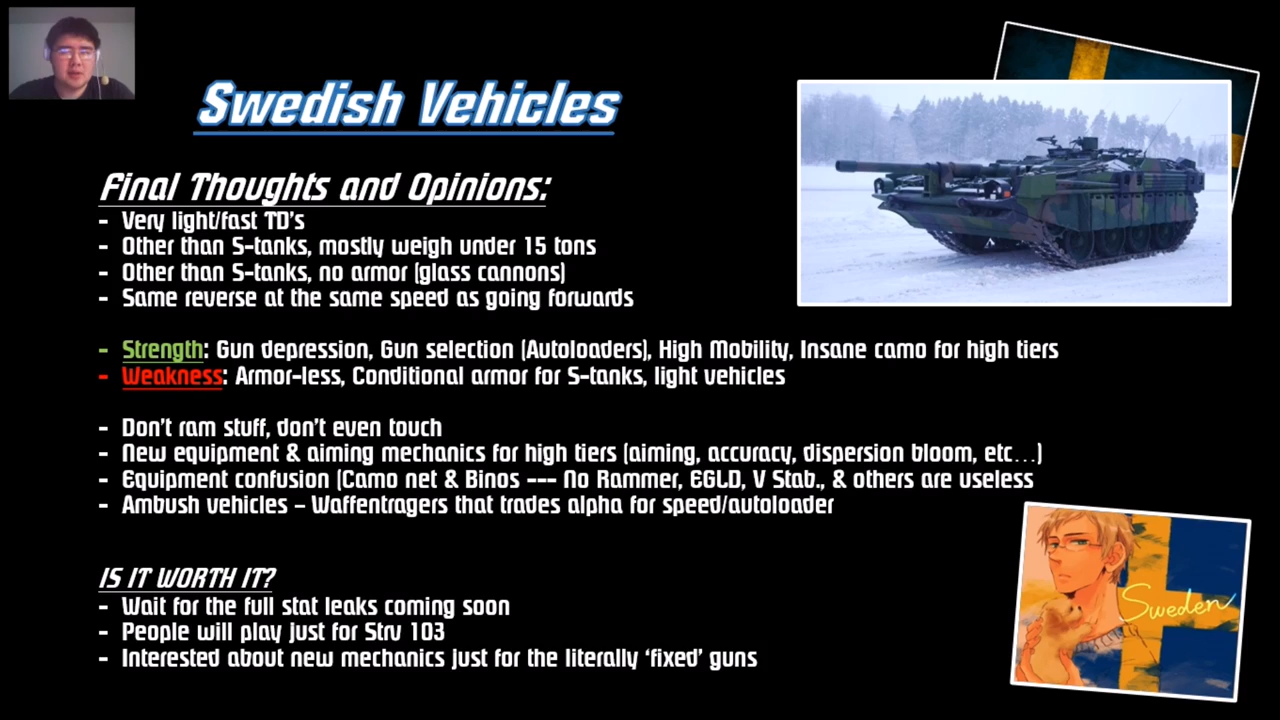 Swedish Vehicles
Final Thoughts and Opinions:
- Very light/fast TD's
- Other than S-tanks, mostly weigh under 15 tons
- Other than S-tanks, no armor (glass cannons)
- Same reverse at the same speed as going forwards
- Strength: Gun depression, Gun selection (Autoloaders), High Mobility, Insane camo for high tiers
- Weakness: Armor-less, Conditional armor for S-tanks, light vehicles
- Don't ram stuff, don't even touch
- New equipment & aiming mechanics for high tiers (aiming, accuracy, dispersion bloom, etc...)
- Equipment confusion (Camo net & Binos --- No Rammer, EGLD, V Stab., & others are useless
- Ambush vehicles – Waffentragers that trades alpha for speed/autoloader
IS IT WORTH IT?
- Wait for the full stat leaks coming soon
- People will play just for Strv 103
- Interested about new mechanics just for the literally 'fixed' guns
Sweden